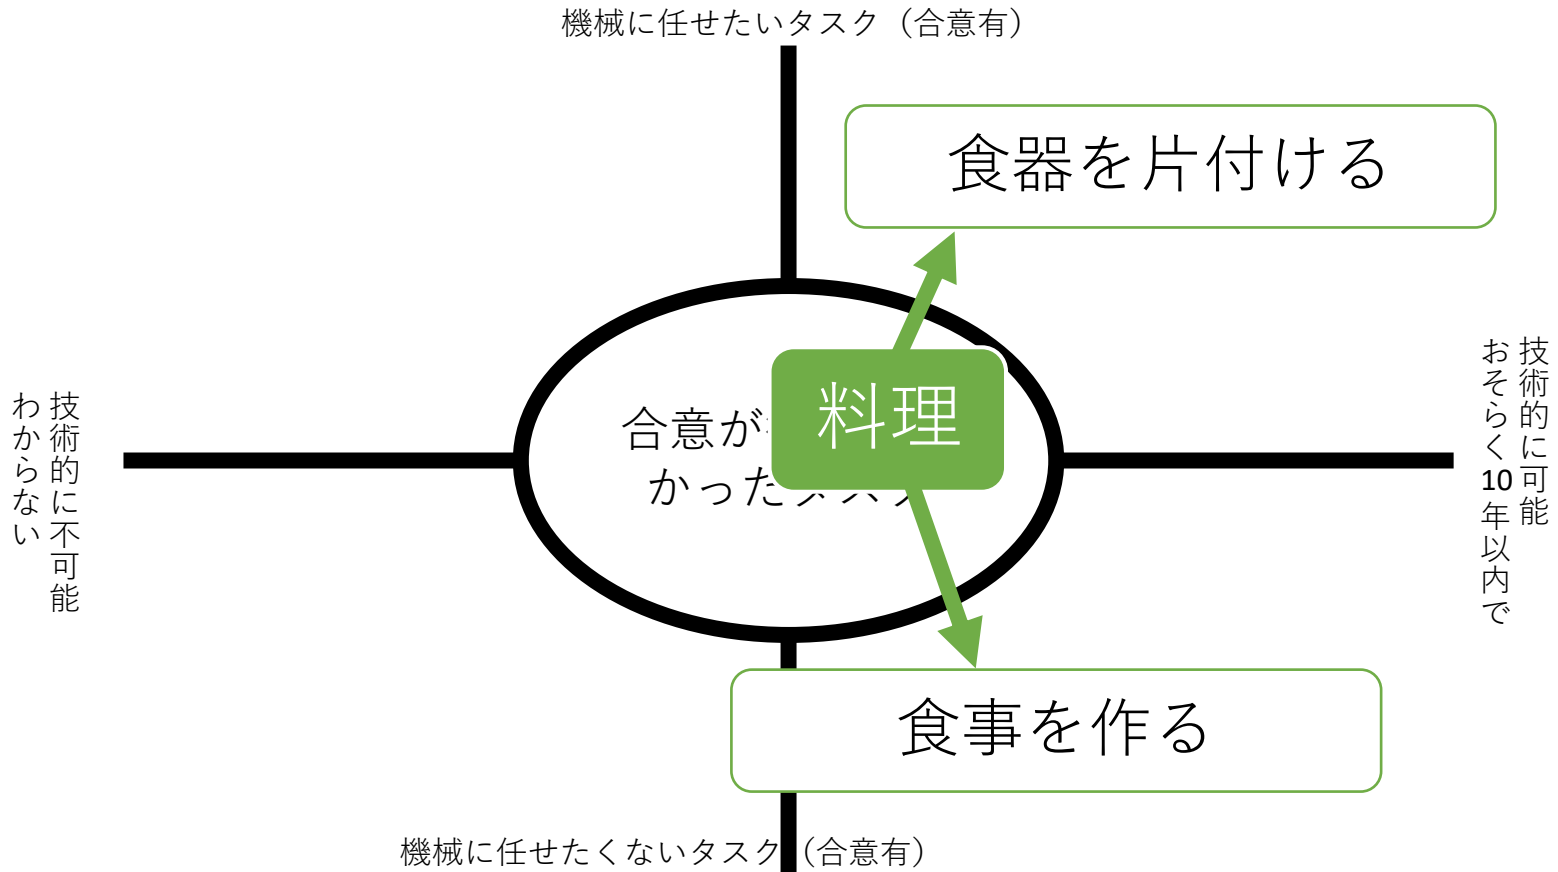 機械に任せたいタスク（合意有）
食器を片付ける
技術的に可能
おそらく10年以内で
技術的に不可能
わからない
合意が
料理
かった
食事を作る
機械に任せたくないタスク（合意有）